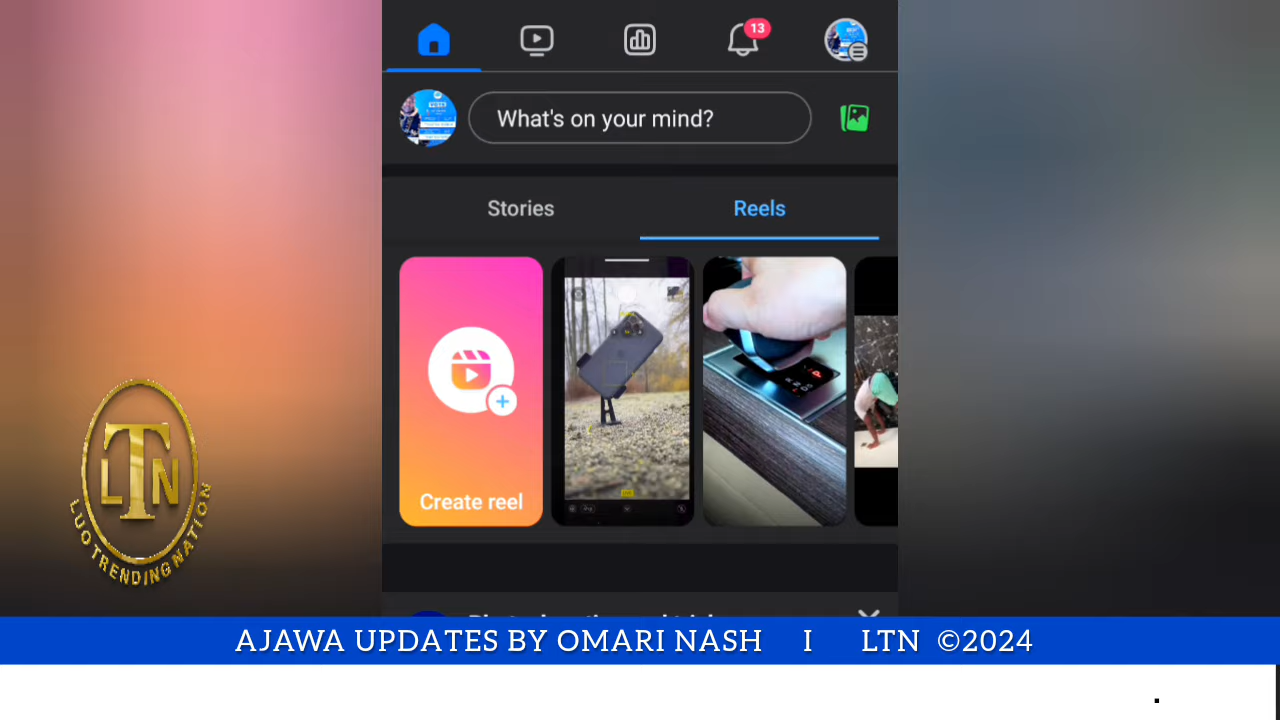 13
What's on your mind?
Stories
Reels
Create reel
LTN
LUO TRENDING NATION
AJAWA UPDATES BY OMARI NASH I LTN ©2024